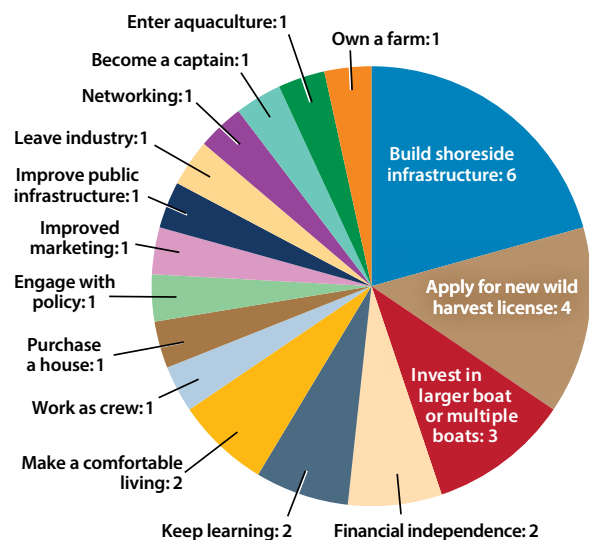 Enter aquaculture: 1
Own a farm: 1
Become a captain: 1
Networking: 1
Leave industry: 1
Improve public
infrastructure: 1
Improved
marketing: 1
Engage with
policy: 1
Purchase
a house: 1
Work as crew: 1
Make a comfortable
living: 2
Keep learning: 2
Financial independence: 2
Invest in
larger boat
or multiple
boats: 3
Apply for new wild
harvest license: 4
Build shoreside
infrastructure: 6